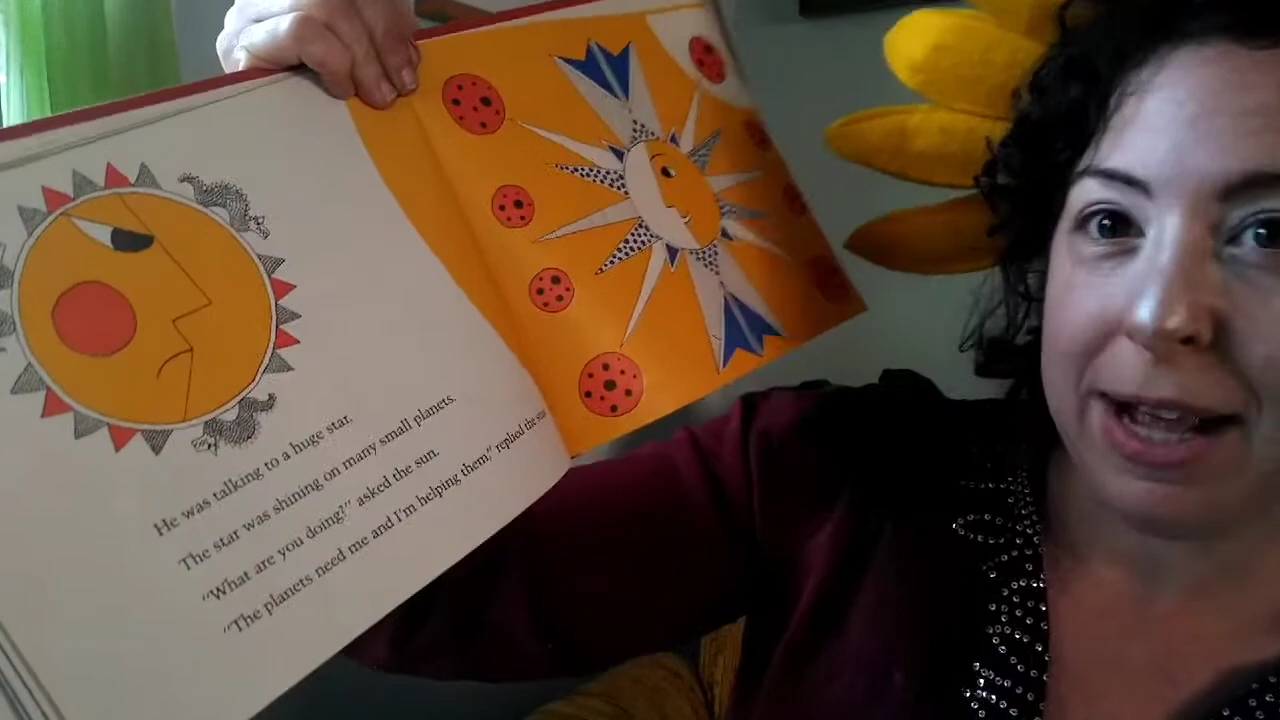 He was talking to a huge star.
The star was shining on many small planets.
"What are you doing?" asked the sun.
"The planets need me and I'm helping them," replied the star